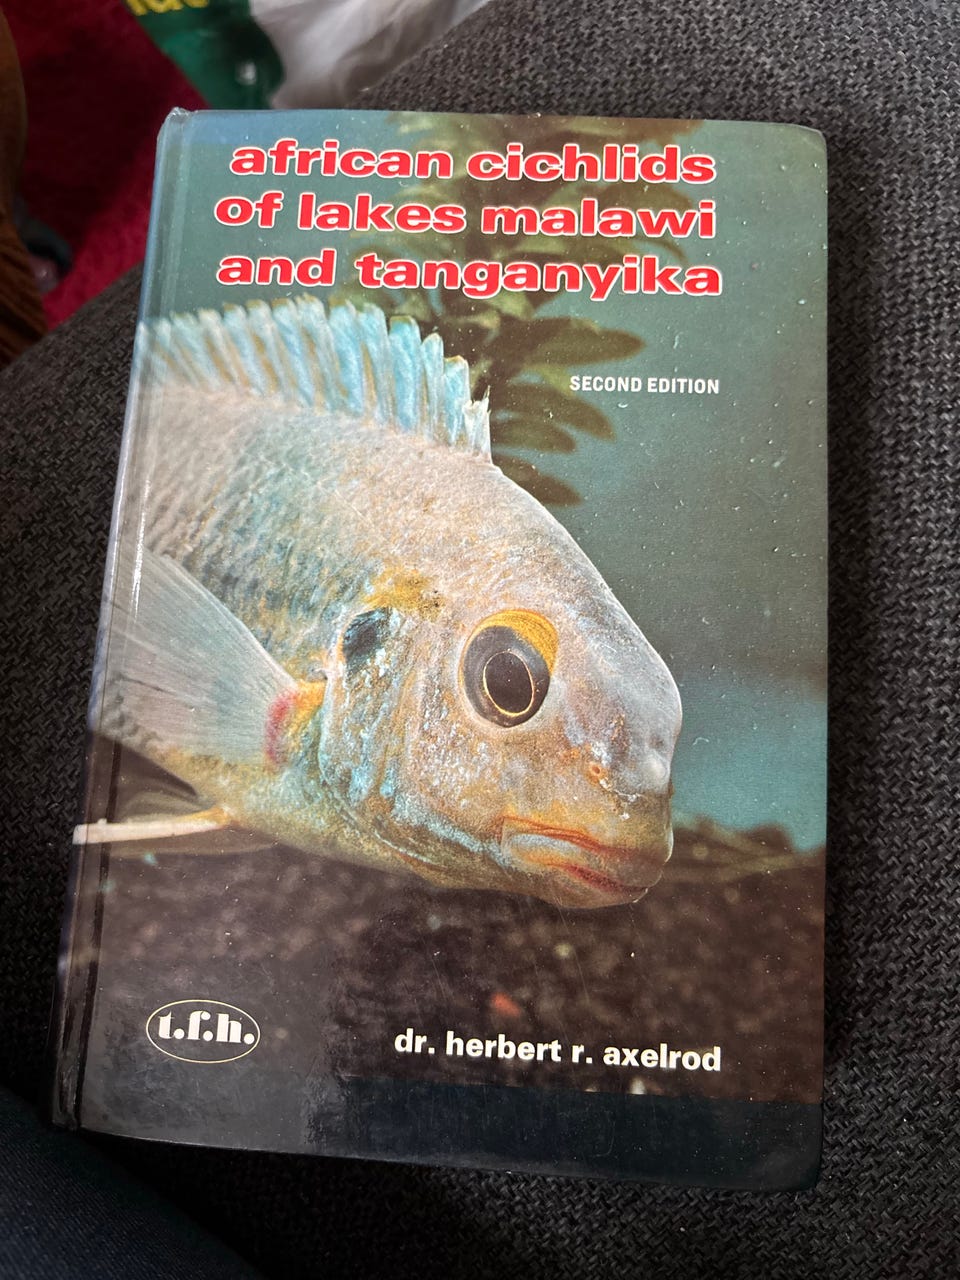 african cichlids
of lakes malawi
and tanganyika
SECOND EDITION
t.f.h.
dr. herbert r. axelrod